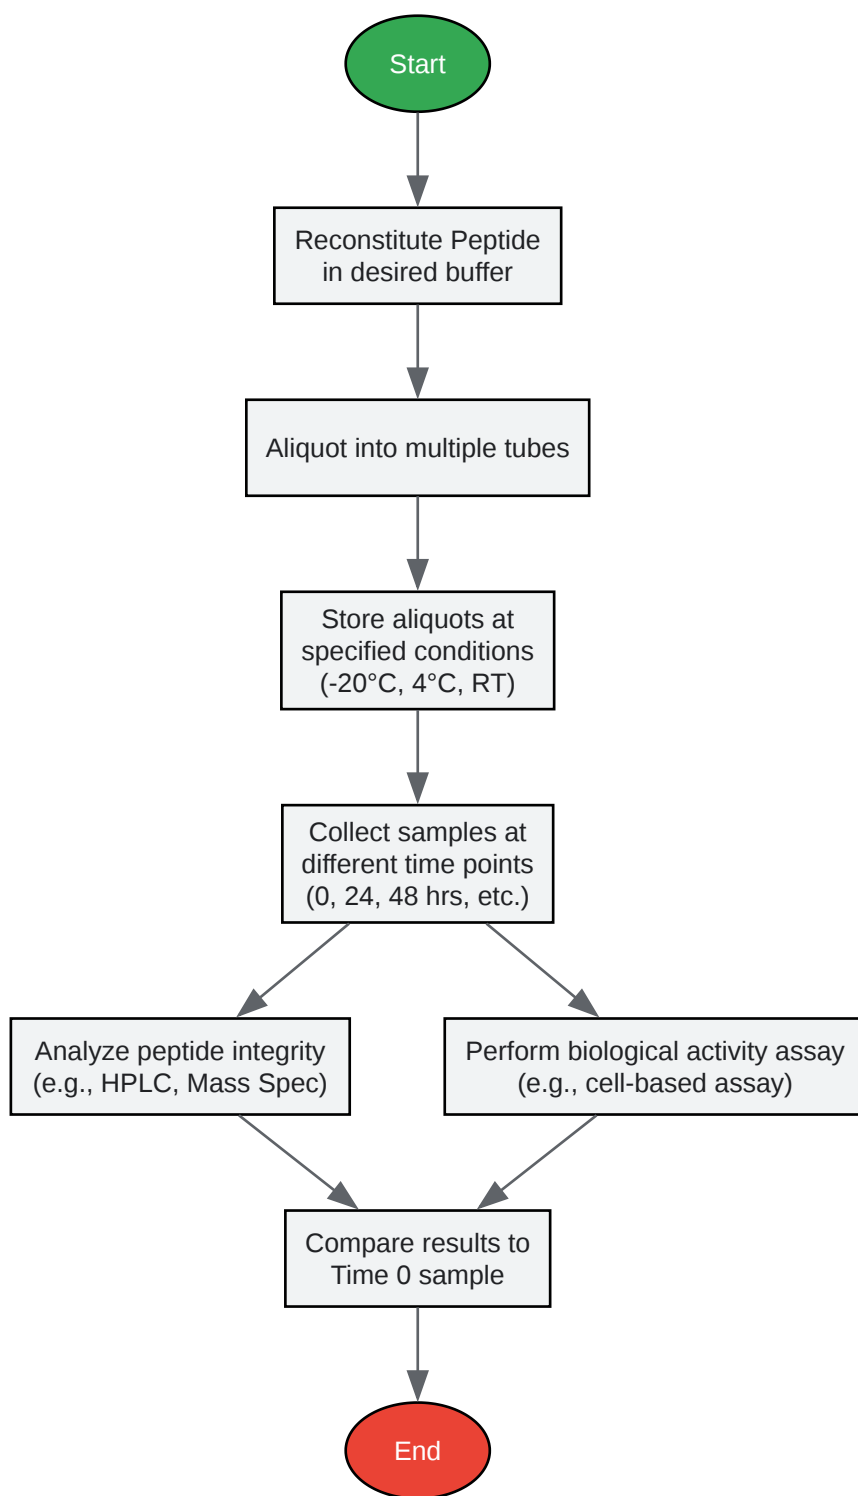 Start
Reconstitute Peptide
in desired buffer
Aliquot into multiple tubes
Store aliquots at
specified conditions
(-20°C, 4°C, RT)
Collect samples at
different time points
(0, 24, 48 hrs, etc.)
Analyze peptide integrity
(e.g., HPLC, Mass Spec)
Perform biological activity assay
(e.g., cell-based assay)
Compare results to
Time 0 sample
End